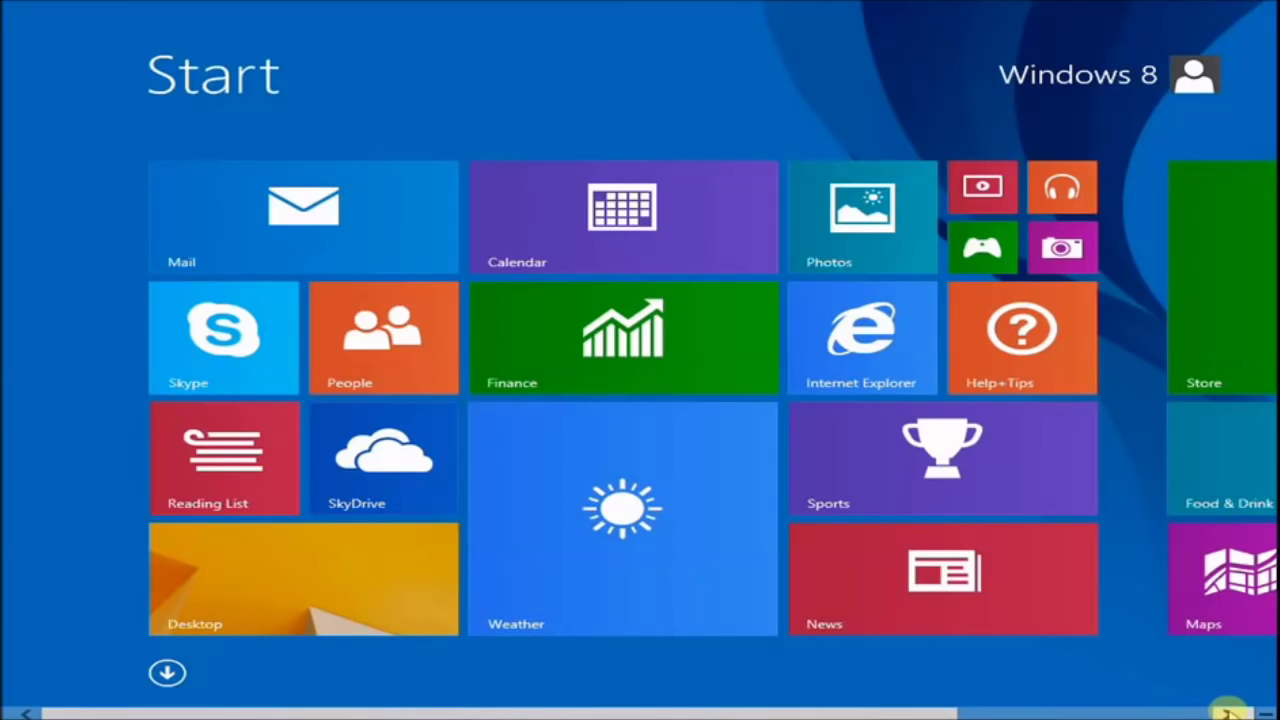 Start
Windows 8
Mail
Calendar
Photos
Skype
People
Finance
Internet Explorer
Help+Tips
Store
Reading List
SkyDrive
Sports
Food & Drink
Desktop
Weather
News
Maps